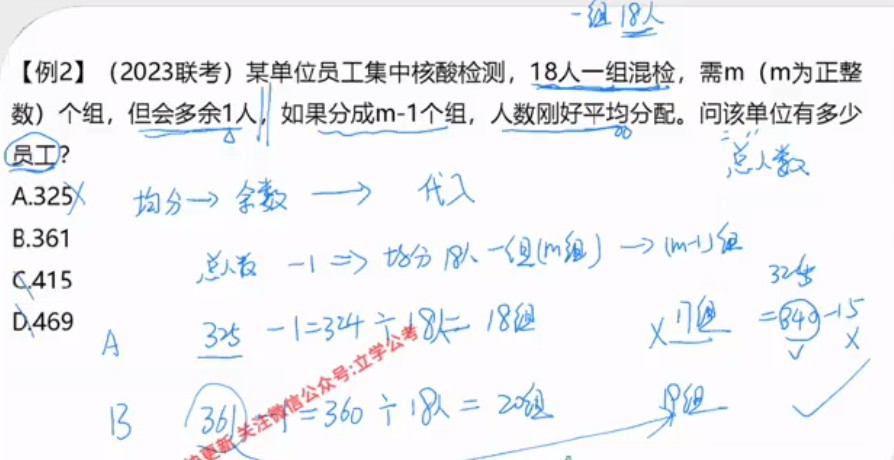 一组18人
【例2】（2023联考）某单位员工集中核酸检测，18人一组混检，需m（m为正整
数）个组，但会多余1人，如果分成m-1个组，人数刚好平均分配。问该单位有多少
员工？
总人数
A.325×
均分→余数→代入
B.361
总人数 -1 => 均分18人一组(m组) →(m-1)组
C.415
325
D.469
A 325 -1=324÷18人=18组 ×17组 =340-15
×
B 361 -1=360÷18人=20组 19组
更新 关注微信公众号:立学公考